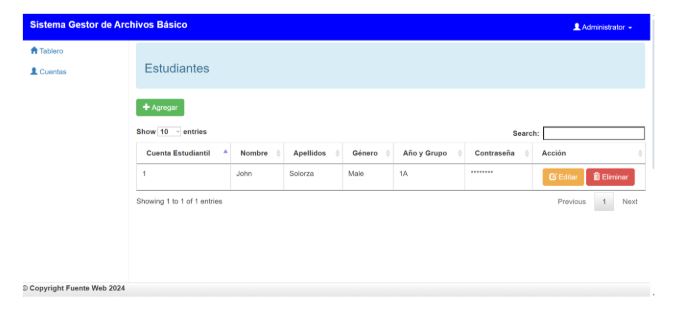 Sistema Gestor de Archivos Básico
Administrator
Tablero
Cuentas
Estudiantes
Agregar
Show 10 entries
Search:
Cuenta Estudiantil Nombre Apellidos Género Año y Grupo Contraseña Acción
1 John Solorza Male 1A ******** Editar Eliminar
Showing 1 to 1 of 1 entries
Previous 1 Next
© Copyright Fuente Web 2024